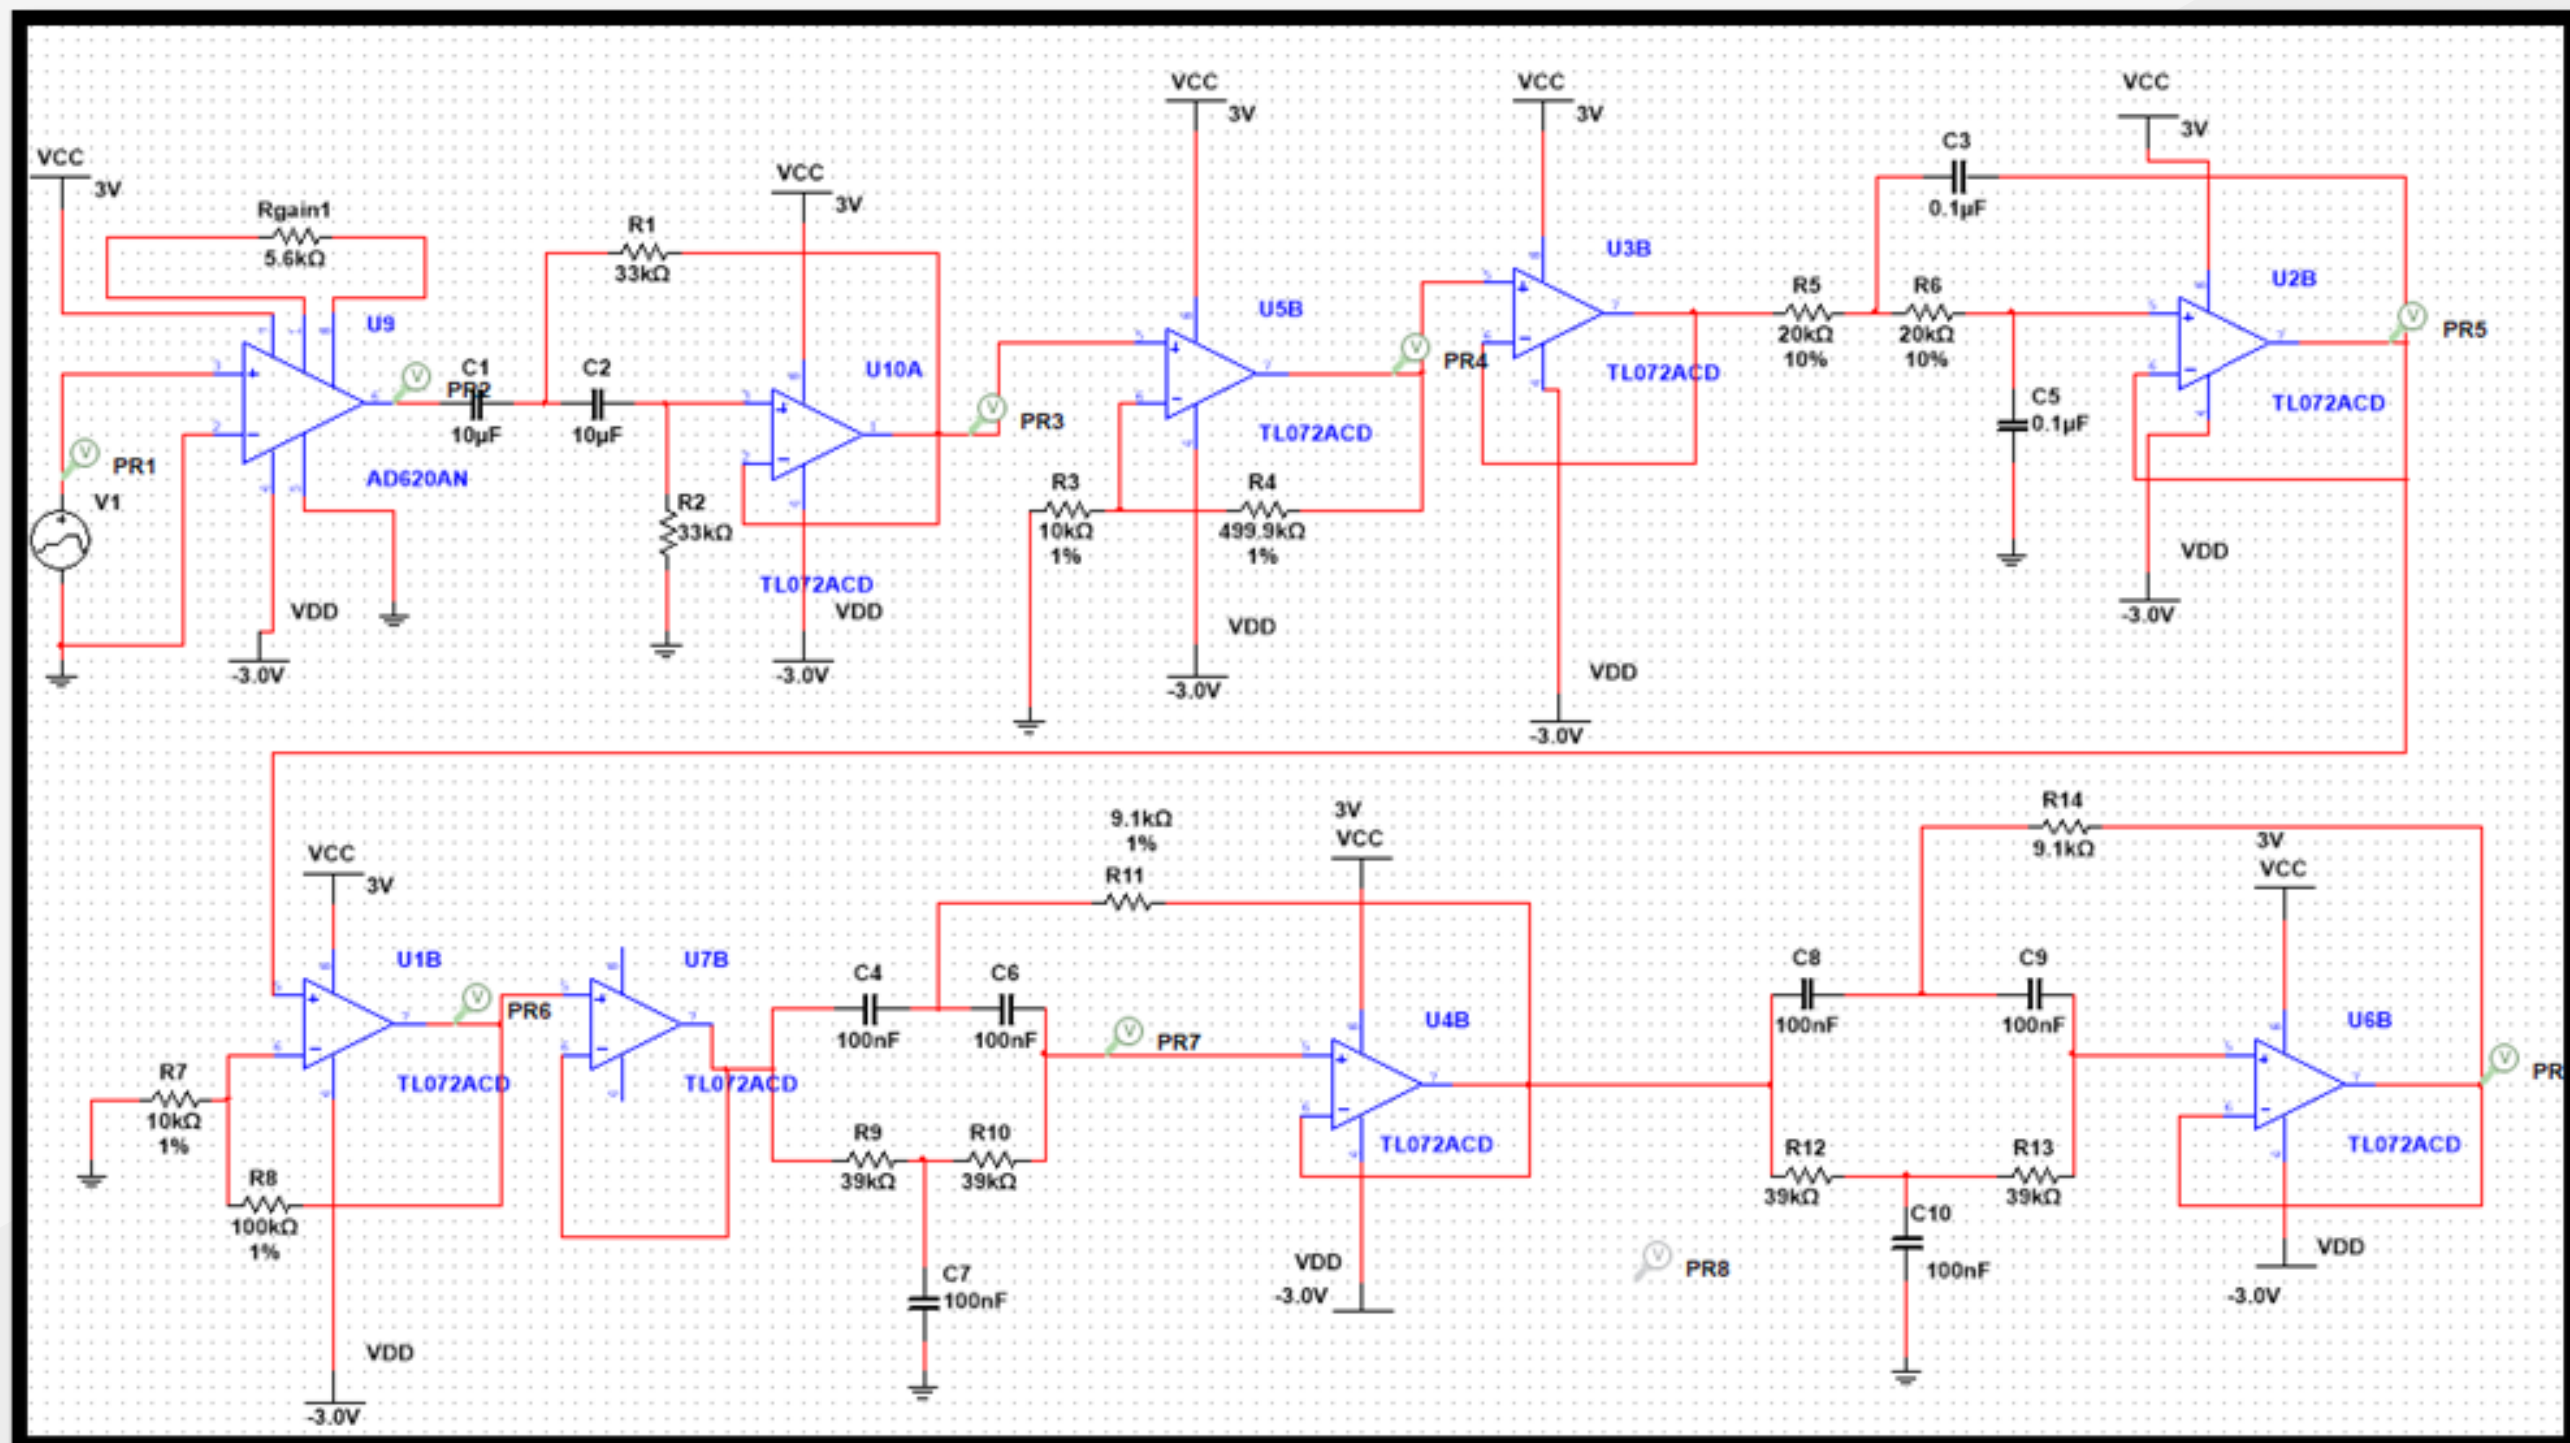 VCC
3V
Rgain1
5.6kΩ
U9
AD620AN
PR1
V1
VDD
-3.0V
PR2
C1
10µF
C2
10µF
R1
33kΩ
R2
33kΩ
VCC
3V
U10A
TL072ACD
VDD
-3.0V
PR3
VCC
3V
U5B
TL072ACD
R3
10kΩ
1%
R4
499.9kΩ
1%
VDD
-3.0V
PR4
VCC
3V
U3B
TL072ACD
VDD
-3.0V
R5
20kΩ
10%
R6
20kΩ
10%
C3
0.1µF
C5
0.1µF
VCC
3V
U2B
TL072ACD
VDD
-3.0V
PR5
VCC
3V
U1B
TL072ACD
R7
10kΩ
1%
R8
100kΩ
1%
VDD
-3.0V
PR6
U7B
TL072ACD
C4
100nF
C6
100nF
R9
39kΩ
R10
39kΩ
C7
100nF
9.1kΩ
1%
R11
PR7
3V
VCC
U4B
TL072ACD
VDD
-3.0V
PR8
C8
100nF
C9
100nF
R12
39kΩ
R13
39kΩ
C10
100nF
R14
9.1kΩ
3V
VCC
U6B
TL072ACD
VDD
-3.0V
PR